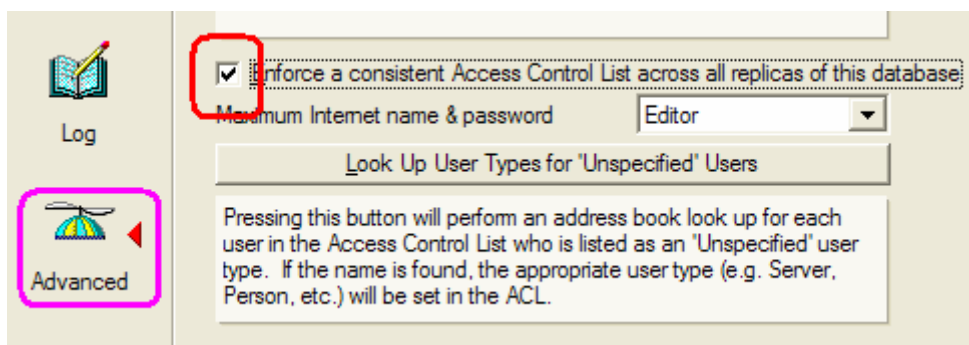 Log
Advanced
Enforce a consistent Access Control List across all replicas of this database
Maximum Internet name & password
Editor
Look Up User Types for 'Unspecified' Users
Pressing this button will perform an address book look up for each
user in the Access Control List who is listed as an 'Unspecified' user
type. If the name is found, the appropriate user type (e.g. Server,
Person, etc.) will be set in the ACL.